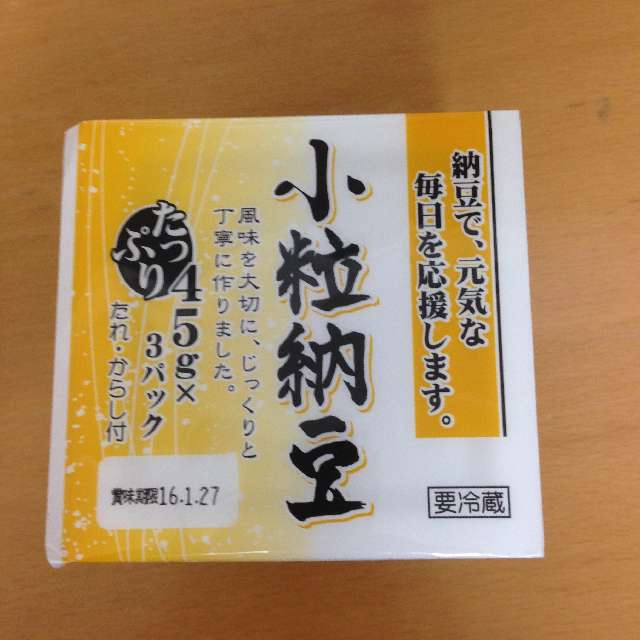 納豆で、元気な
毎日を応援します。
小粒納豆
風味を大切に、じっくりと
丁寧に作りました。
たっぷり
45g×
3パック
たれ・からし付
賞味期限16.1.27
要冷蔵